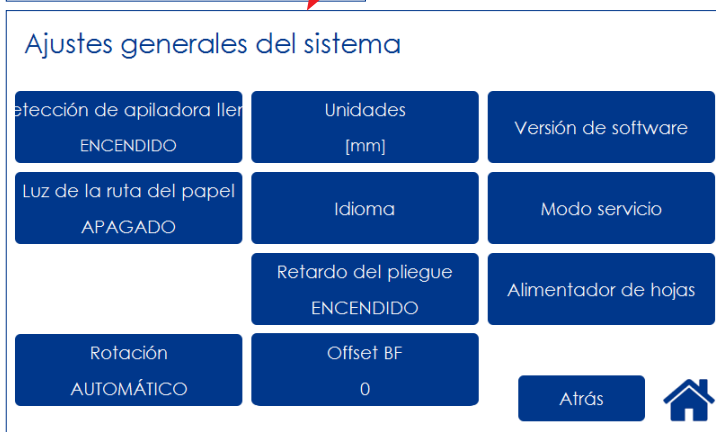 Ajustes generales del sistema
etección de apiladora ller
ENCENDIDO
Unidades
[mm]
Versión de software
Luz de la ruta del papel
APAGADO
Idioma
Modo servicio
Retardo del pliegue
ENCENDIDO
Alimentador de hojas
Rotación
AUTOMÁTICO
Offset BF
0
Atrás